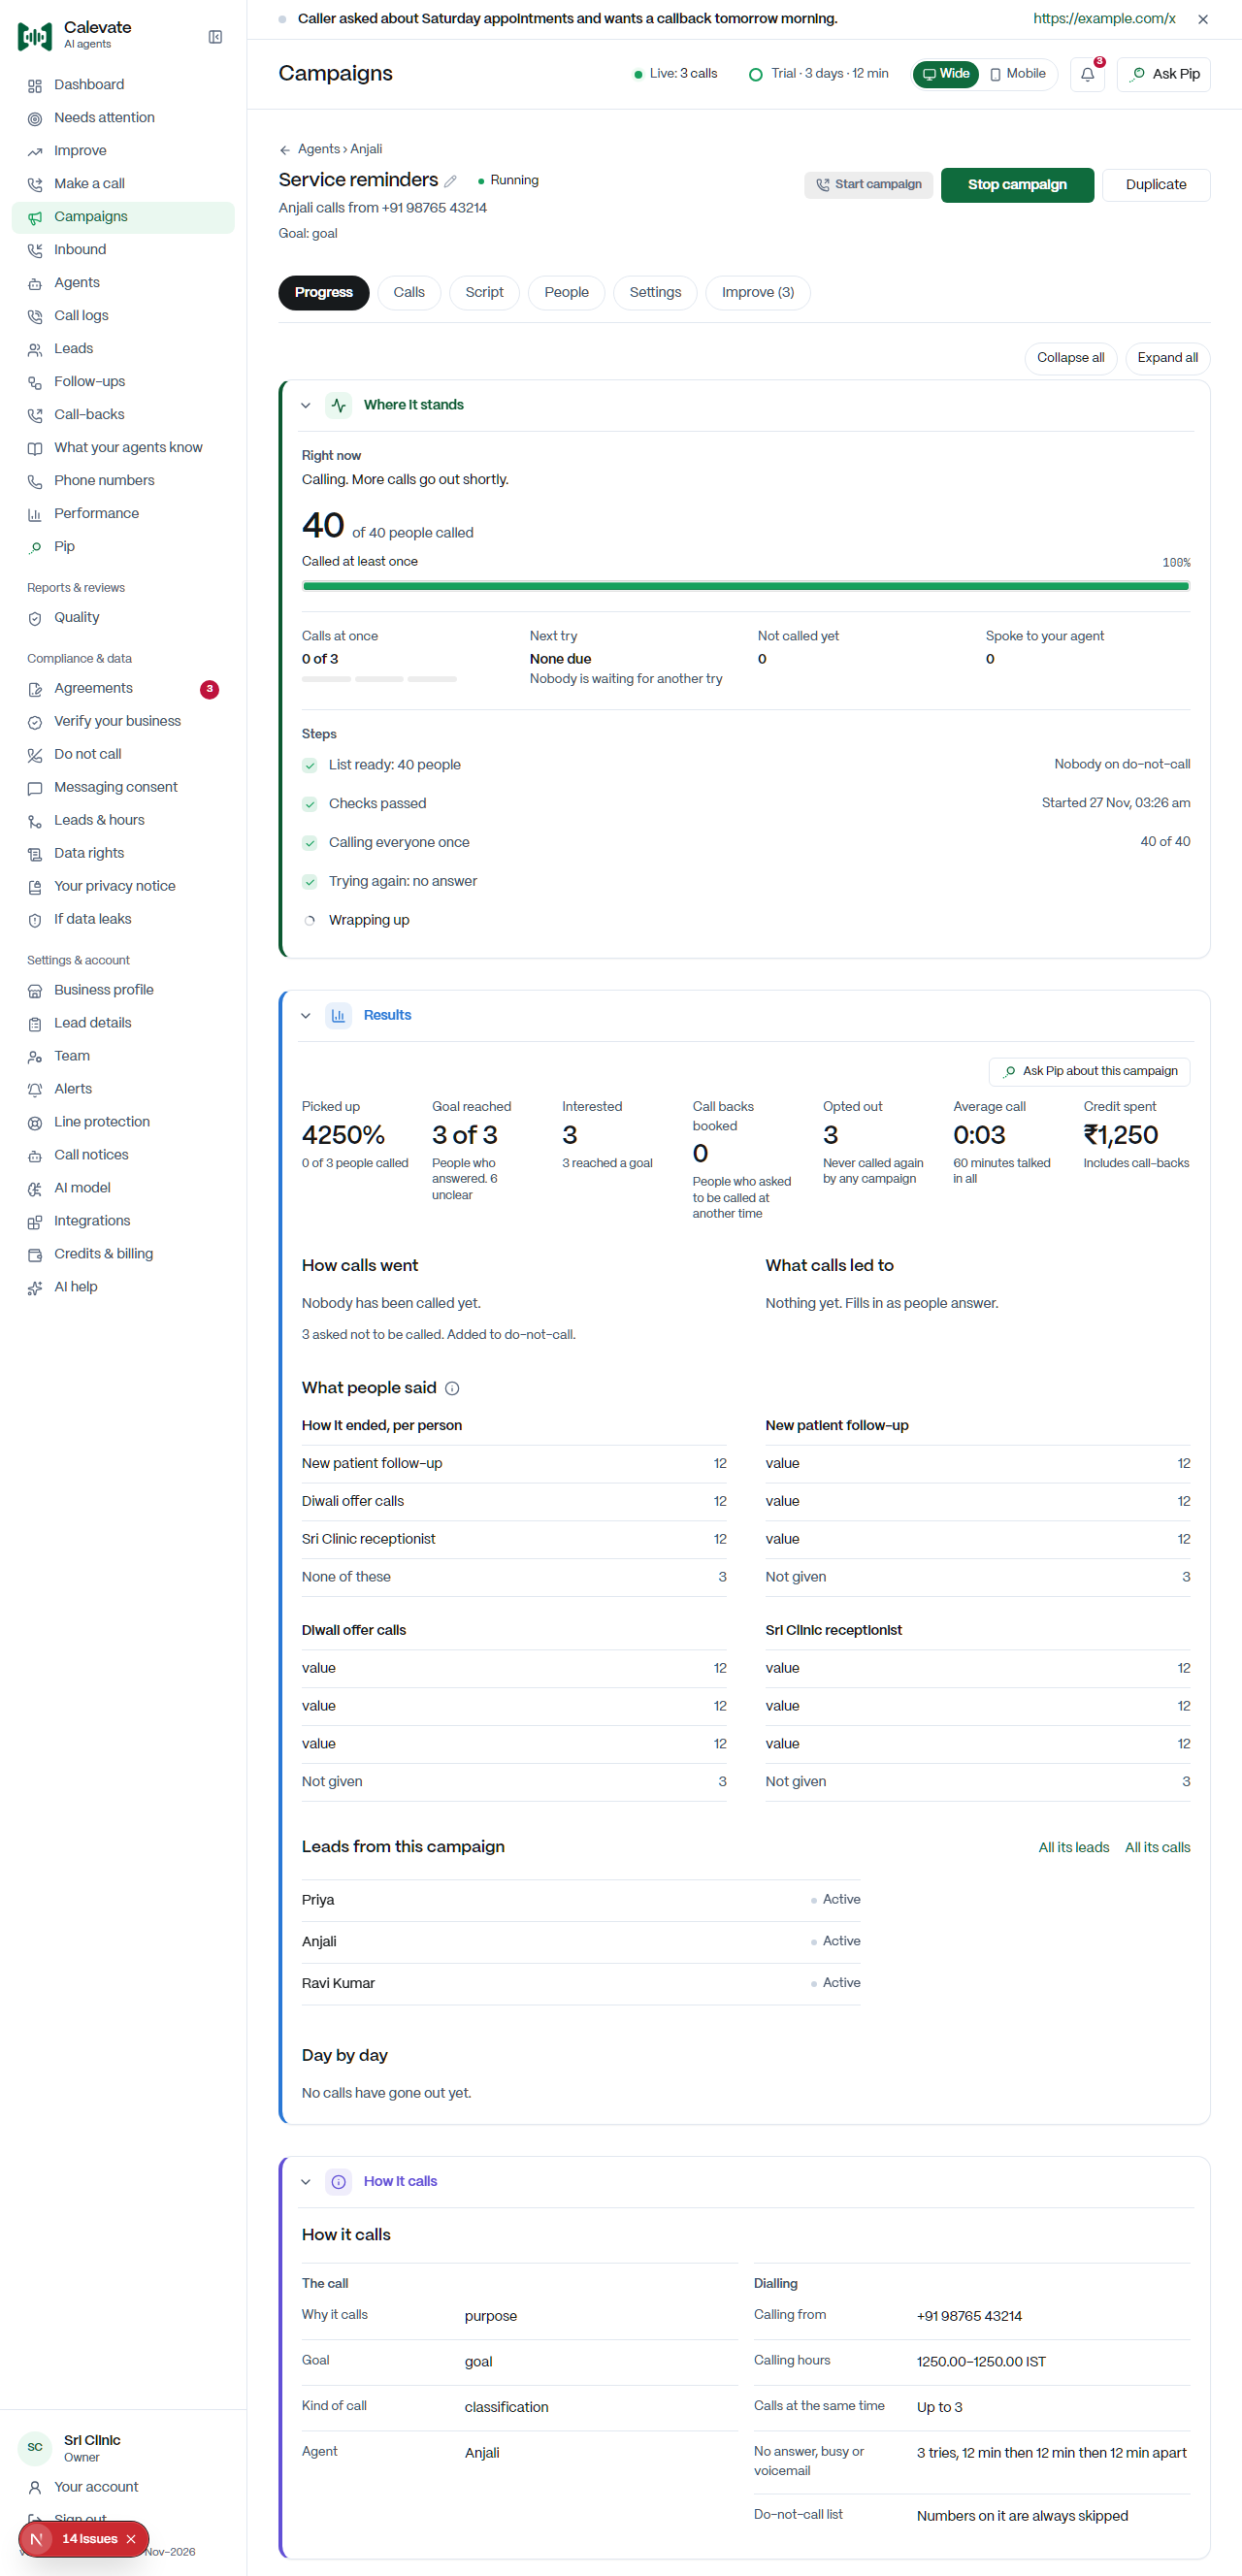 Calevate
AI agents
Dashboard
Needs attention
Improve
Make a call
Campaigns
Inbound
Agents
Call logs
Leads
Follow-ups
Call-backs
What your agents know
Phone numbers
Performance
Pip
Reports & reviews
Quality
Compliance & data
Agreements
3
Verify your business
Do not call
Messaging consent
Leads & hours
Data rights
Your privacy notice
If data leaks
Settings & account
Business profile
Lead details
Team
Alerts
Line protection
Call notices
AI model
Integrations
Credits & billing
AI help
SC
Sri Clinic
Owner
Your account
Sign out
14 Issues
Nov-2026
Caller asked about Saturday appointments and wants a callback tomorrow morning.
https://example.com/x
Campaigns
Live: 3 calls
Trial · 3 days · 12 min
Wide
Mobile
3
Ask Pip
Agents › Anjali
Service reminders
Running
Start campaign
Stop campaign
Duplicate
Anjali calls from +91 98765 43214
Goal: goal
Progress
Calls
Script
People
Settings
Improve (3)
Collapse all
Expand all
Where it stands
Right now
Calling. More calls go out shortly.
40 of 40 people called
Called at least once
100%
Calls at once
0 of 3
Next try
None due
Nobody is waiting for another try
Not called yet
0
Spoke to your agent
0
Steps
List ready: 40 people
Nobody on do-not-call
Checks passed
Started 27 Nov, 03:26 am
Calling everyone once
40 of 40
Trying again: no answer
Wrapping up
Results
Ask Pip about this campaign
Picked up
4250%
0 of 3 people called
Goal reached
3 of 3
People who
answered. 6
unclear
Interested
3
3 reached a goal
Call backs
booked
0
People who asked
to be called at
another time
Opted out
3
Never called again
by any campaign
Average call
0:03
60 minutes talked
in all
Credit spent
₹1,250
Includes call-backs
How calls went
Nobody has been called yet.
3 asked not to be called. Added to do-not-call.
What calls led to
Nothing yet. Fills in as people answer.
What people said
How it ended, per person
New patient follow-up 12
Diwali offer calls 12
Sri Clinic receptionist 12
None of these 3
New patient follow-up
value 12
value 12
value 12
Not given 3
Diwali offer calls
value 12
value 12
value 12
Not given 3
Sri Clinic receptionist
value 12
value 12
value 12
Not given 3
Leads from this campaign
All its leads
All its calls
Priya
Active
Anjali
Active
Ravi Kumar
Active
Day by day
No calls have gone out yet.
How it calls
How it calls
The call
Why it calls
purpose
Goal
goal
Kind of call
classification
Agent
Anjali
Dialling
Calling from
+91 98765 43214
Calling hours
1250.00–1250.00 IST
Calls at the same time
Up to 3
No answer, busy or
voicemail
3 tries, 12 min then 12 min then 12 min apart
Do-not-call list
Numbers on it are always skipped